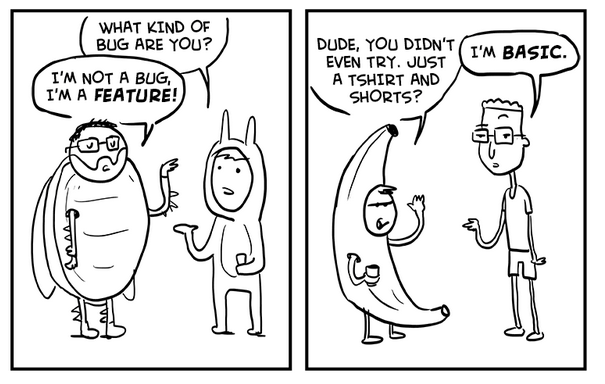 WHAT KIND OF
BUG ARE YOU?
I'M NOT A BUG,
I'M A FEATURE!
DUDE, YOU DIDN'T
EVEN TRY. JUST
A TSHIRT AND
SHORTS?
I'M BASIC.